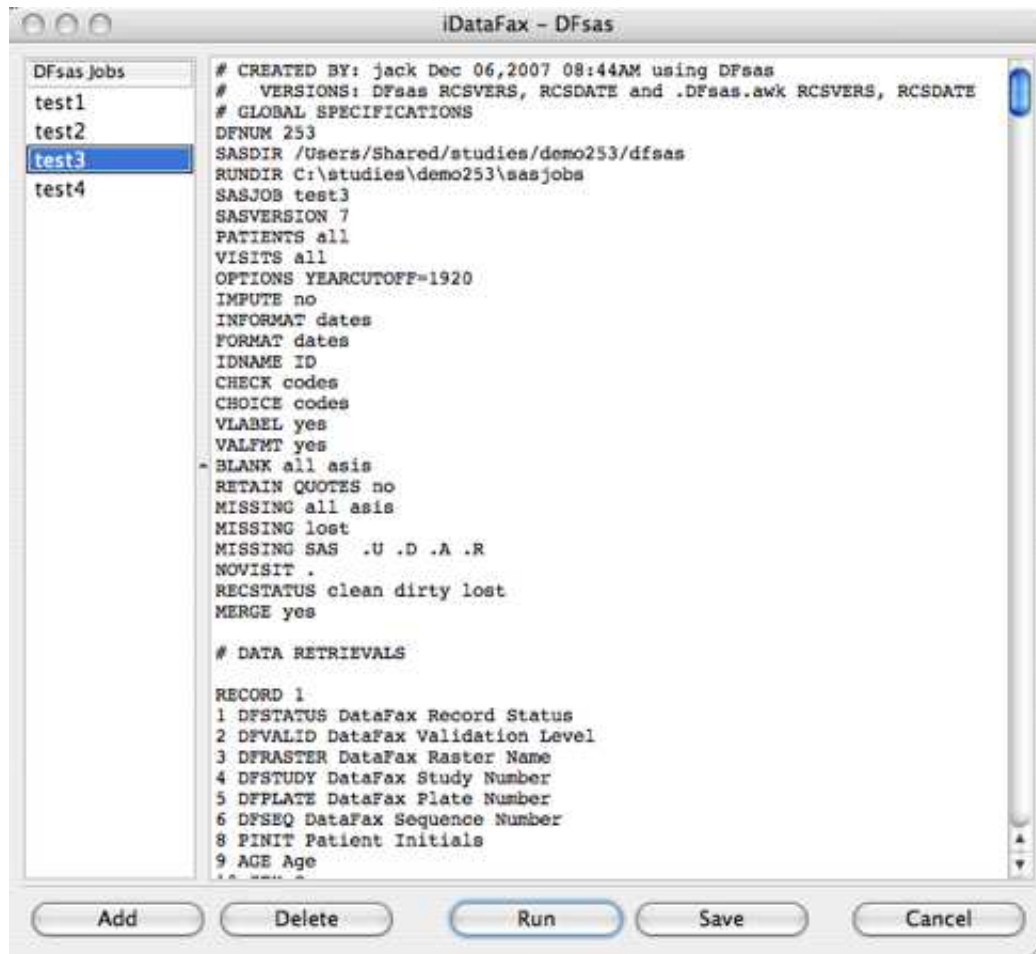 iDataFax – DFsas
DFsas Jobs
test1
test2
test3
test4
# CREATED BY: jack Dec 06,2007 08:44AM using DFsas
#   VERSIONS: DFsas RCSVERS, RCSDATE and .DFsas.awk RCSVERS, RCSDATE
# GLOBAL SPECIFICATIONS
DFNUM 253
SASDIR /Users/Shared/studies/demo253/dfsas
RUNDIR C:\studies\demo253\sasjobs
SASJOB test3
SASVERSION 7
PATIENTS all
VISITS all
OPTIONS YEARCUTOFF=1920
IMPUTE no
INFORMAT dates
FORMAT dates
IDNAME ID
CHECK codes
CHOICE codes
VLABEL yes
VALFMT yes
BLANK all asis
RETAIN QUOTES no
MISSING all asis
MISSING lost
MISSING SAS  .U .D .A .R
NOVISIT .
RECSTATUS clean dirty lost
MERGE yes
# DATA RETRIEVALS
RECORD 1
1 DFSTATUS DataFax Record Status
2 DFVALID DataFax Validation Level
3 DFRASTER DataFax Raster Name
4 DFSTUDY DataFax Study Number
5 DFPLATE DataFax Plate Number
6 DFSEQ DataFax Sequence Number
8 PINIT Patient Initials
9 AGE Age
Add
Delete
Run
Save
Cancel